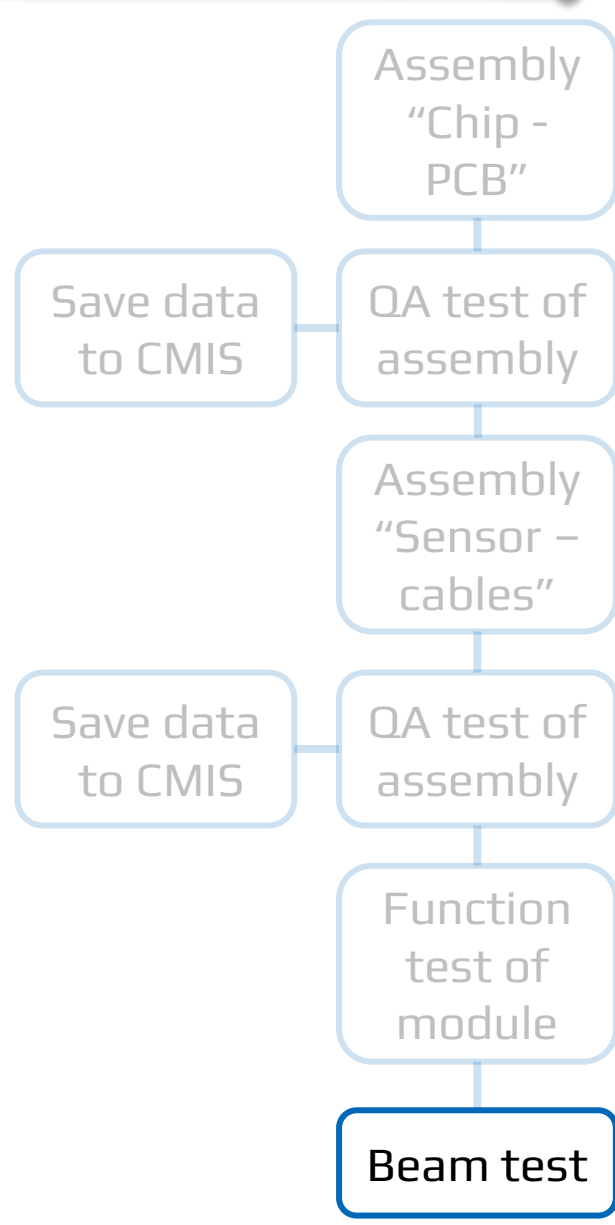 Assembly
“Chip -
PCB”
Save data
to CMIS
QA test of
assembly
Assembly
“Sensor –
cables”
Save data
to CMIS
QA test of
assembly
Function
test of
module
Beam test